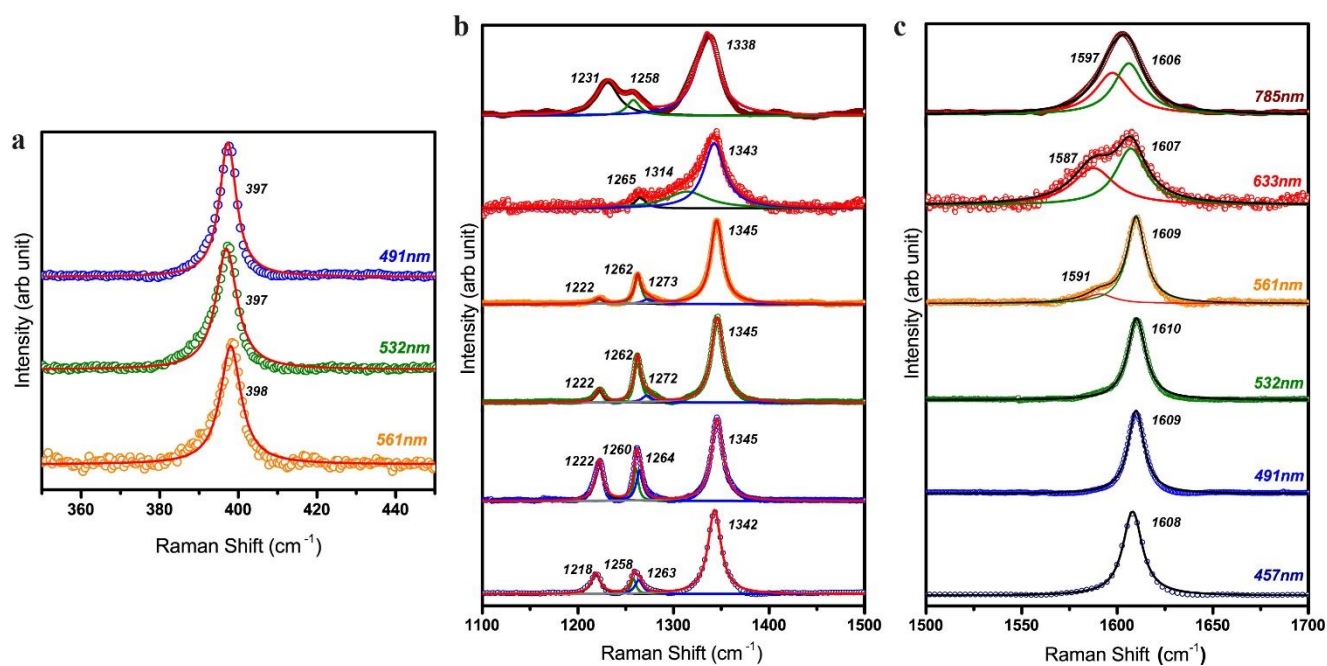 a
397
491nm
397
532nm
398
561nm
Intensity (arb unit)
360 380 400 420 440
Raman Shift (cm⁻¹)
b
1338
1231 1258
1343
1265 1314
1345
1222 1262 1273
1345
1222 1262 1272
1345
1222 1260 1264
1342
1218 1258 1263
Intensity (arb unit)
1100 1200 1300 1400 1500
Raman Shift (cm⁻¹)
c
1597 1606
785nm
1587 1607
633nm
1609
1591
561nm
1610
532nm
1609
491nm
1608
457nm
Intensity (arb unit)
1500 1550 1600 1650 1700
Raman Shift (cm⁻¹)